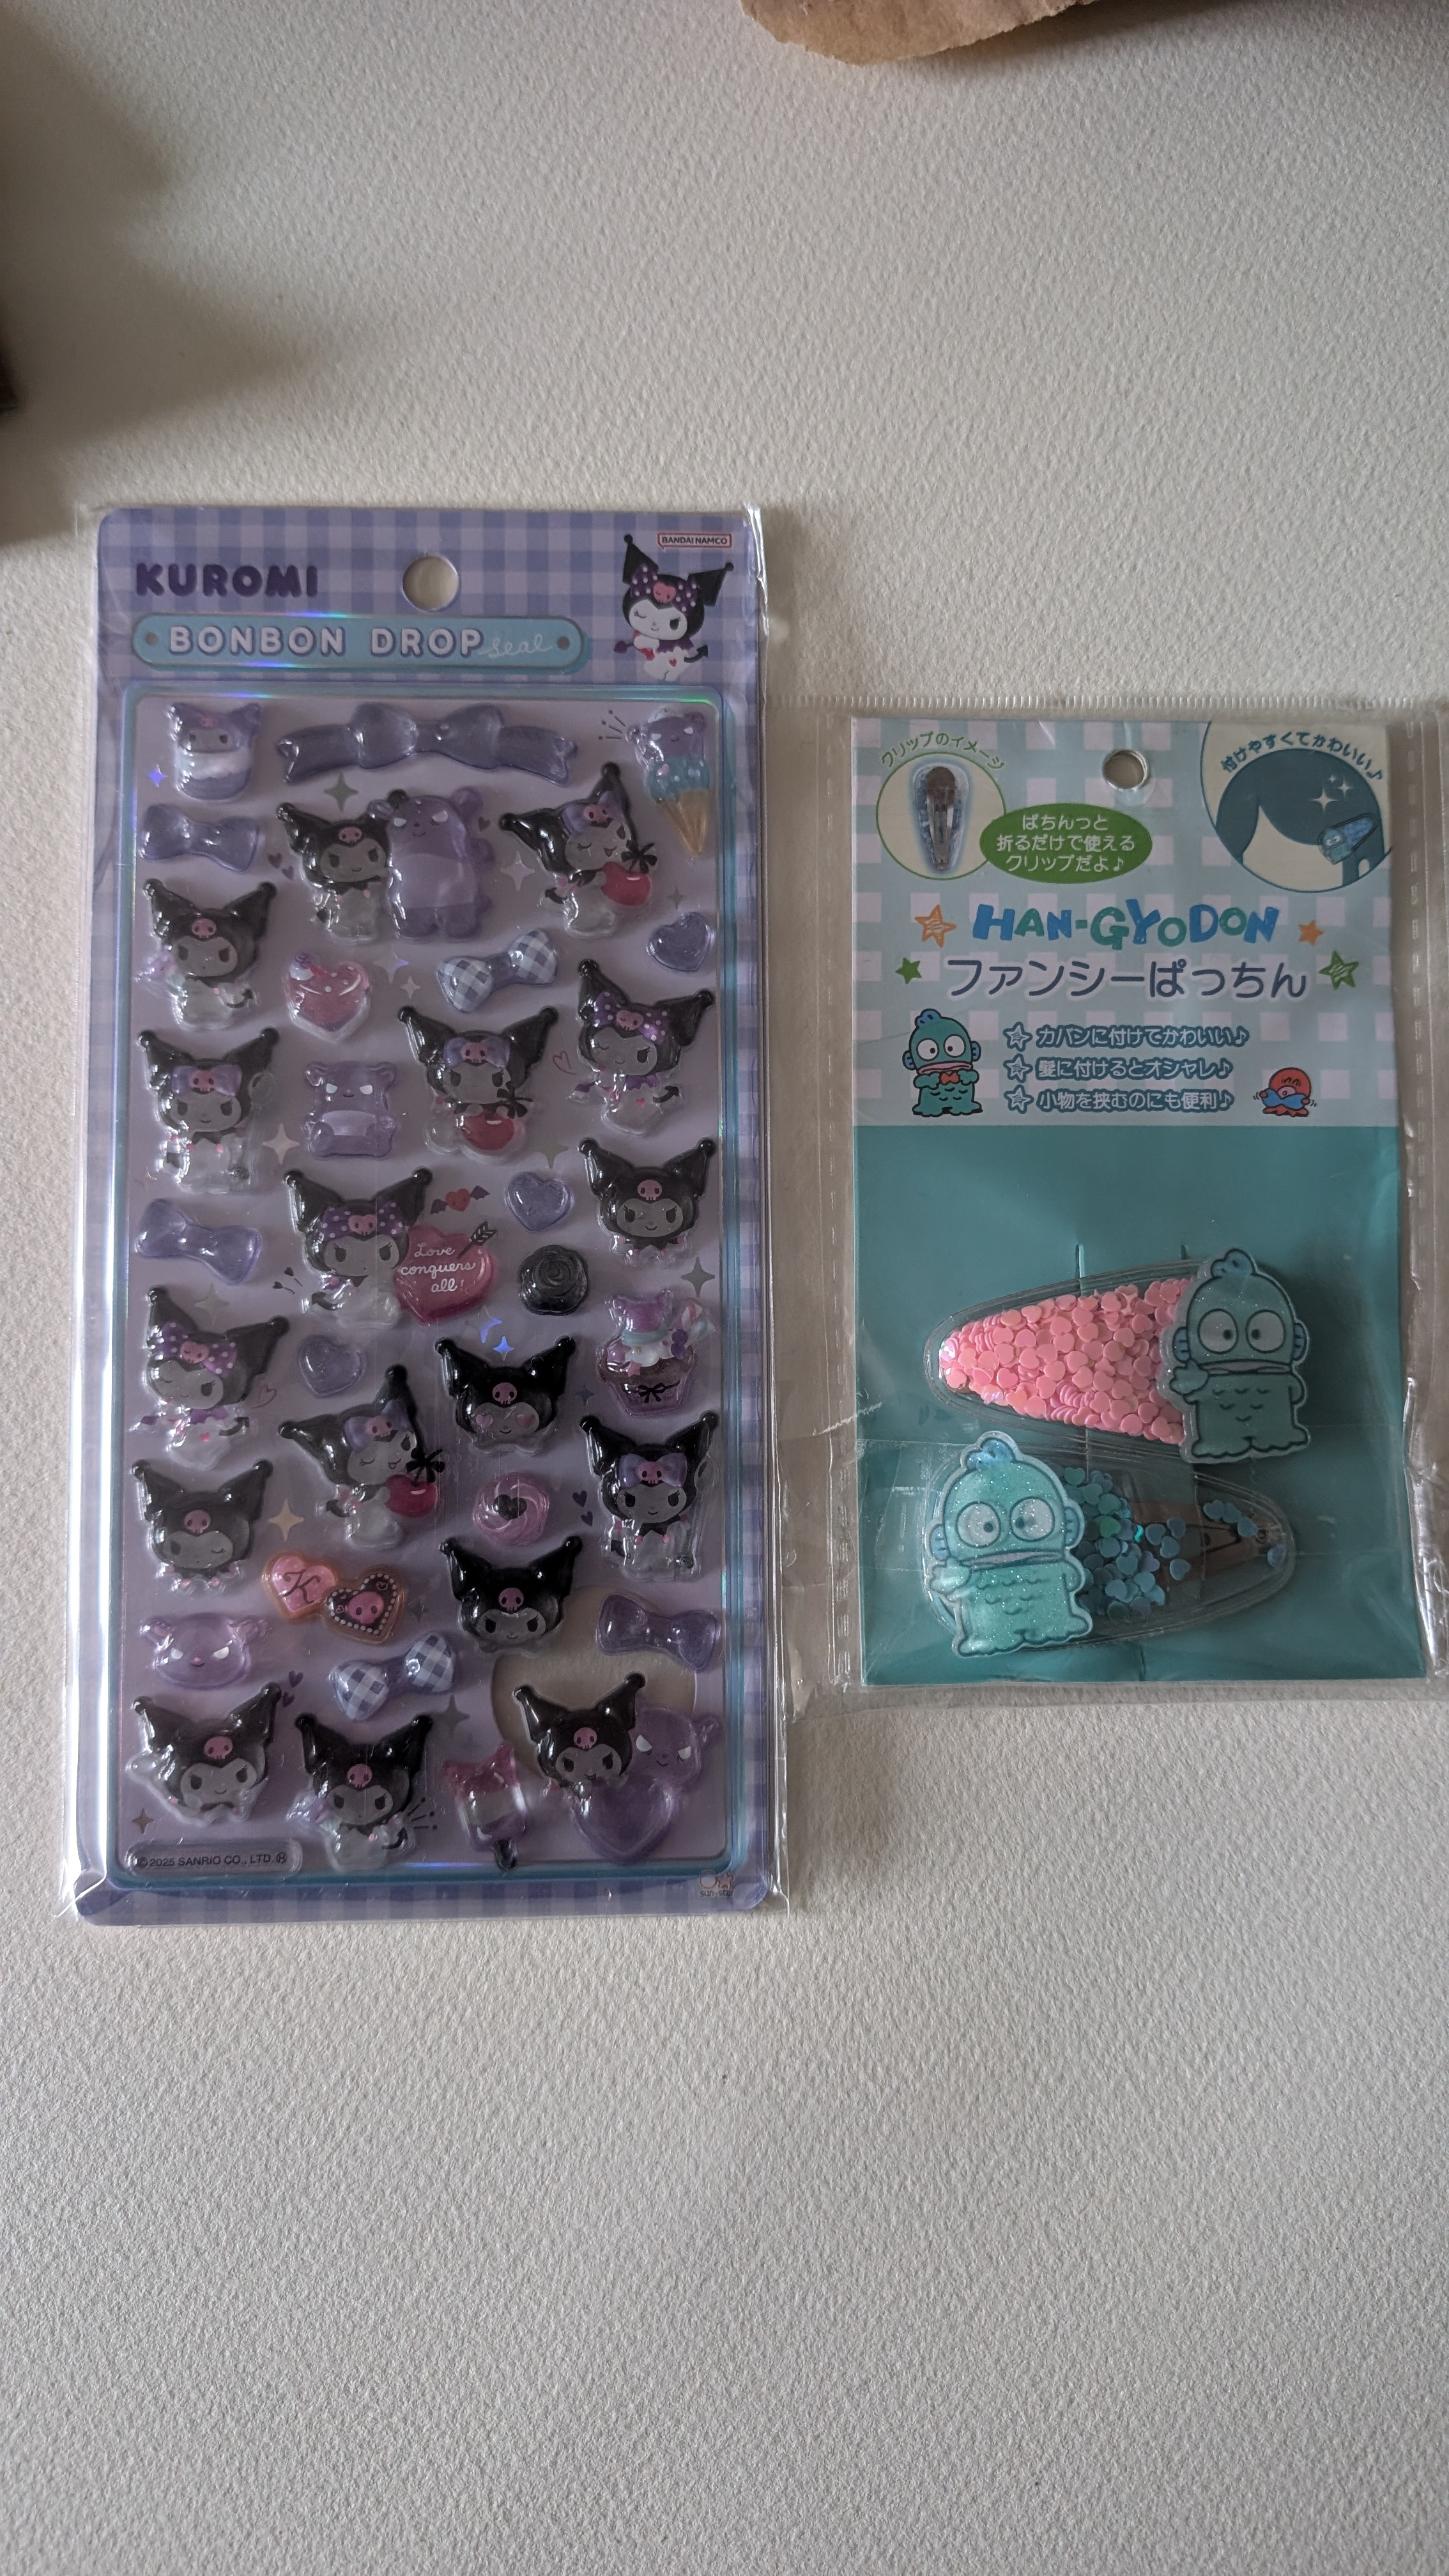 KUROMI
BANDAI NAMCO
BONBON DROP seal
Love
conquers
all!
K
©2025 SANRIO CO., LTD. Ⓡ
sun-star
クリップのイメージ
付けやすくてかわいい♪
ぱちんっと
折るだけで使える
クリップだよ♪
HAN-GYODON
ファンシーぱっちん
カバンに付けてかわいい♪
髪に付けるとオシャレ♪
小物を挟むのにも便利♪